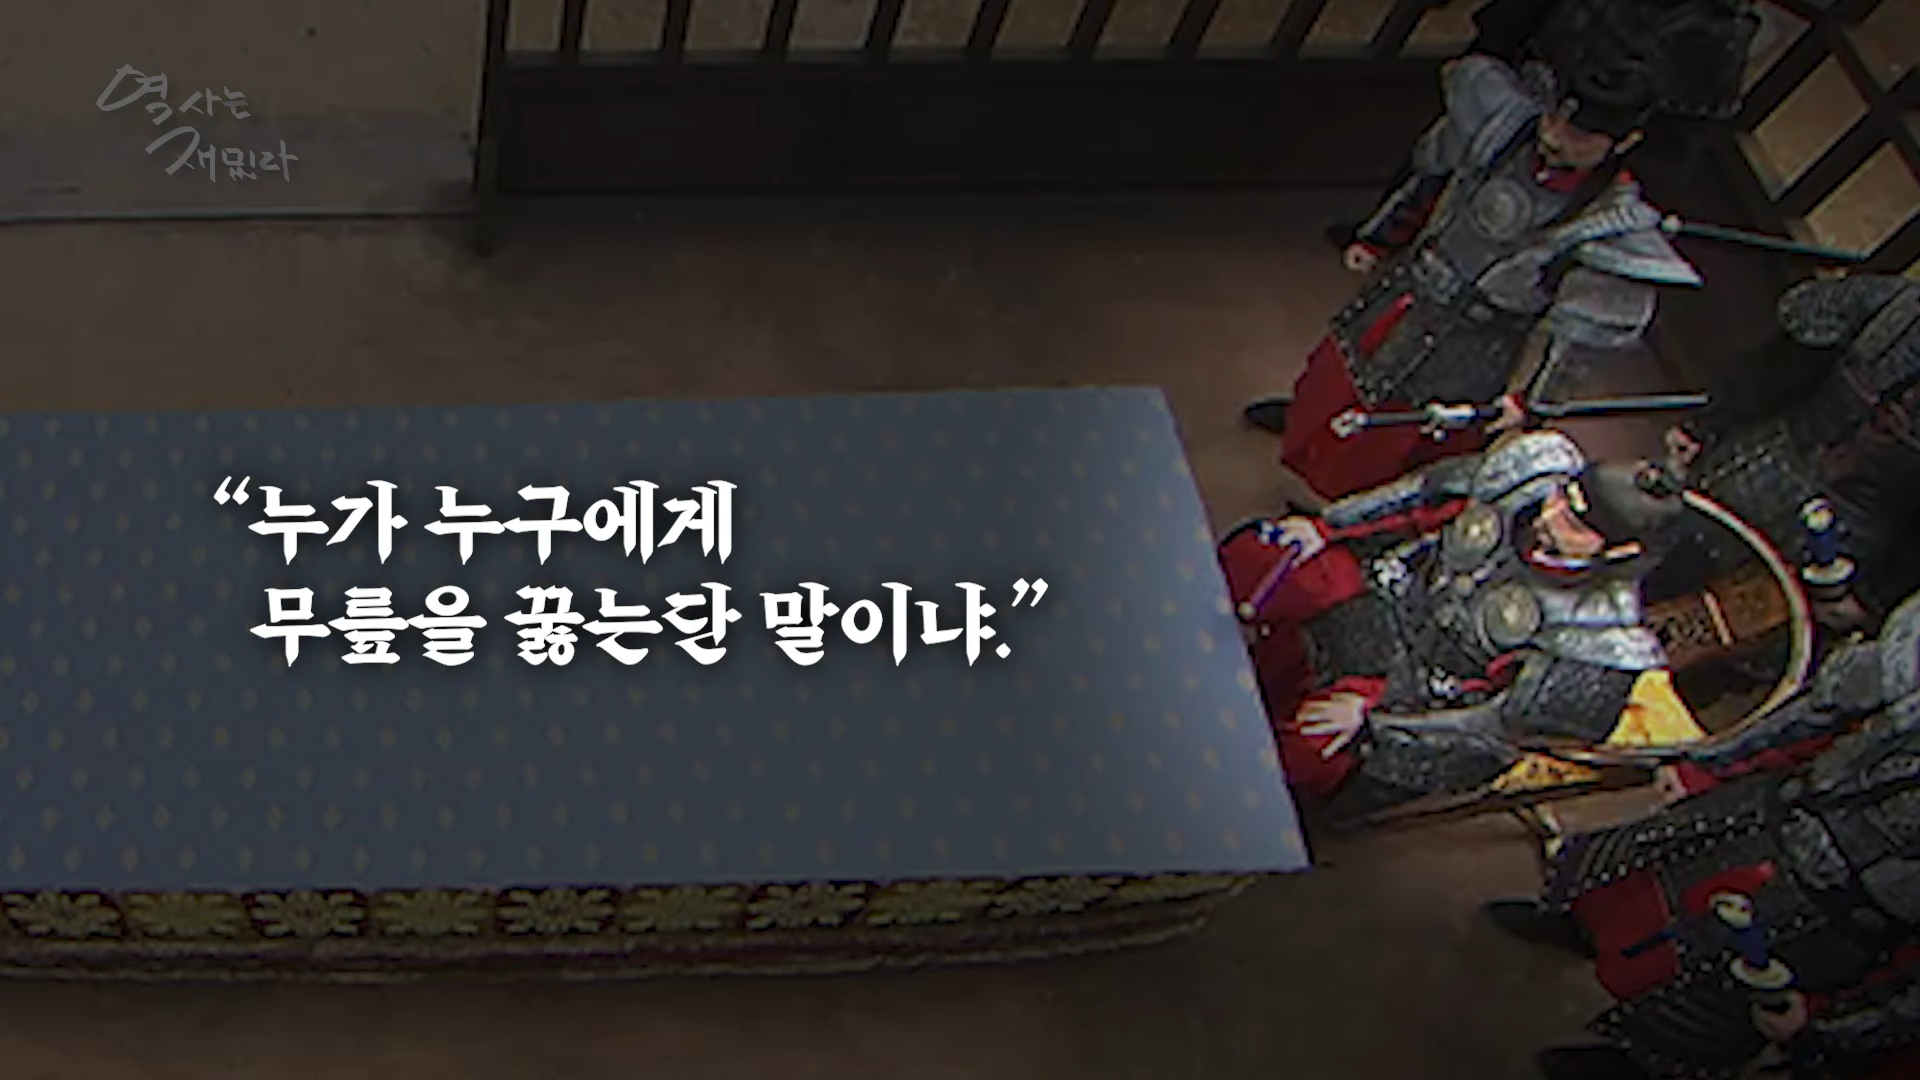 역사는
재밌다
“누가 누구에게
무릎을 꿇는단 말이냐.”